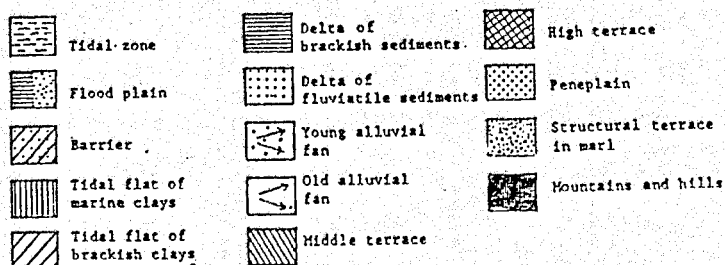 Tidal zone
Flood plain
Barrier
Tidal flat of
marine clays
Tidal flat of
brackish clays
Delta of
brackish sediments
Delta of
fluviatile sediments
Young alluvial
fan
Old alluvial
fan
Middle terrace
High terrace
Peneplain
Structural terrace
in marl
Mountains and hills